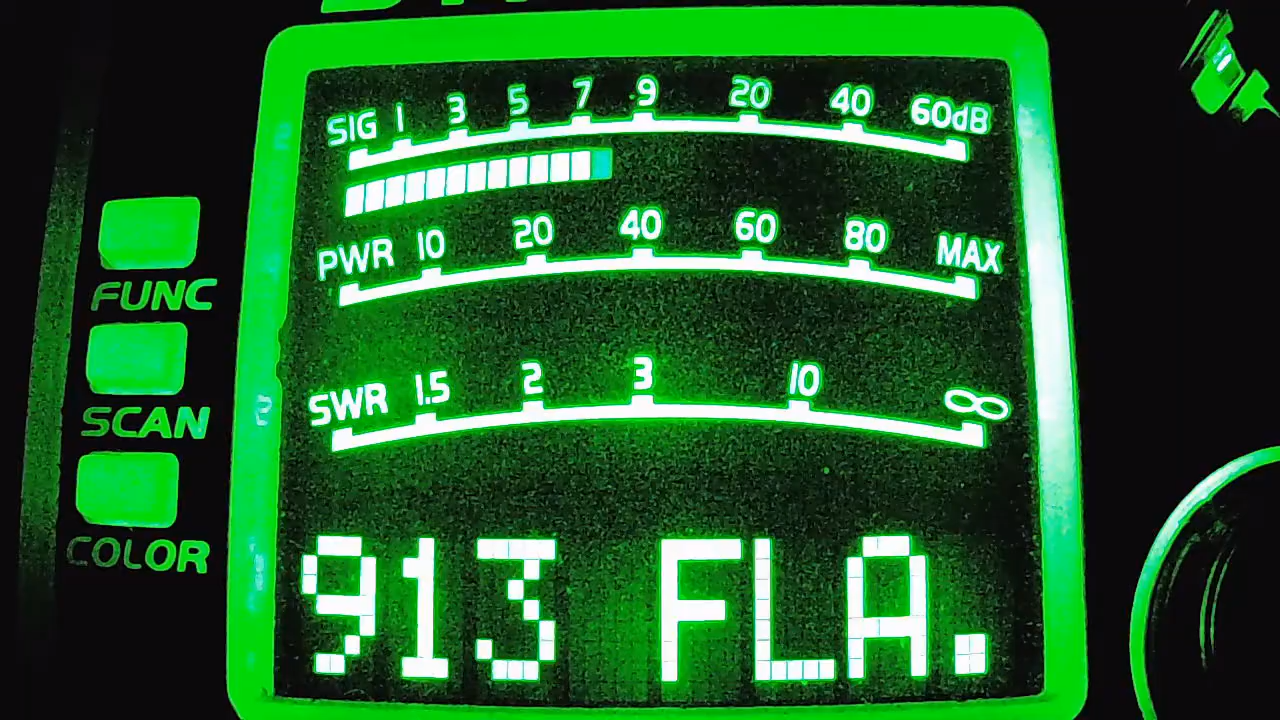 SIG 1 3 5 7 9 20 40 60dB
PWR 10 20 40 60 80 MAX
FUNC
SWR 1.5 2 3 10 ∞
SCAN
COLOR
913 FLA.